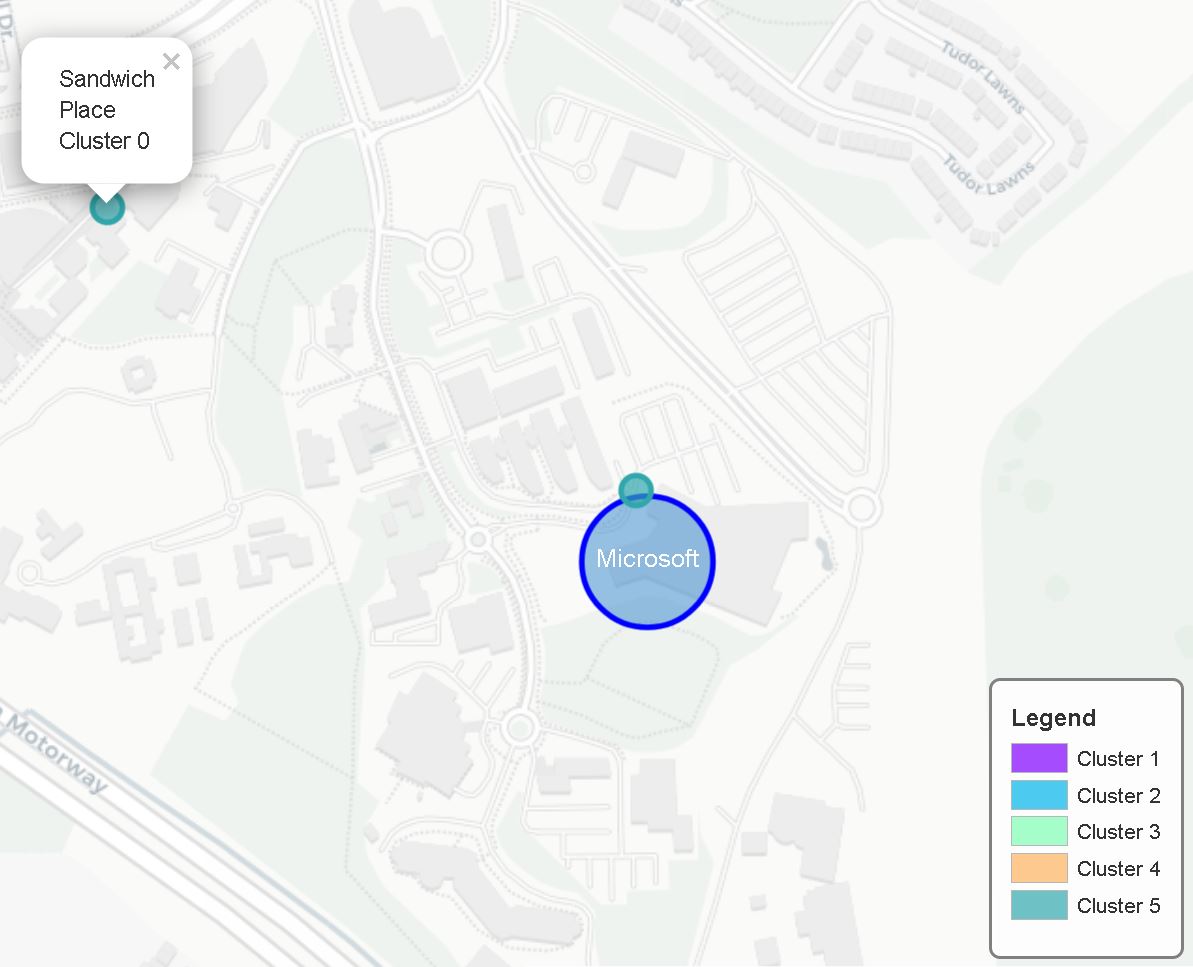 Sandwich
Place
Cluster 0
×
Tudor Lawns
Tudor Lawns
Microsoft
Motorway
Legend
Cluster 1
Cluster 2
Cluster 3
Cluster 4
Cluster 5